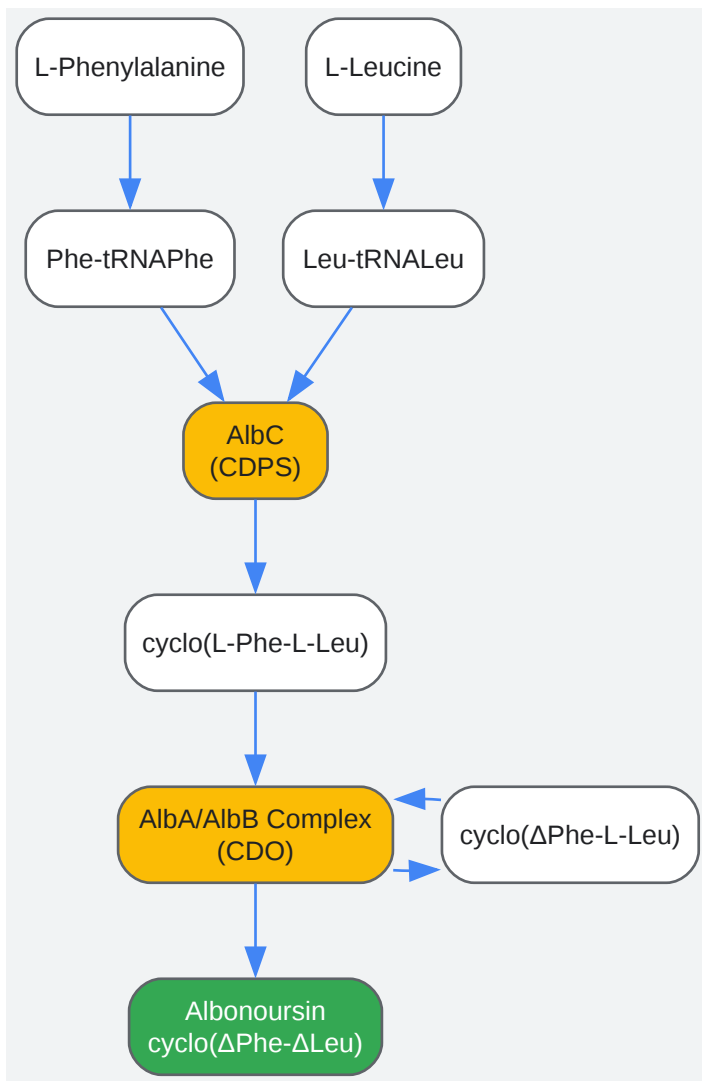 L-Phenylalanine
L-Leucine
Phe-tRNAPhe
Leu-tRNALeu
AlbC
(CDPS)
cyclo(L-Phe-L-Leu)
AlbA/AlbB Complex
(CDO)
cyclo(ΔPhe-L-Leu)
Albonoursin
cyclo(ΔPhe-ΔLeu)